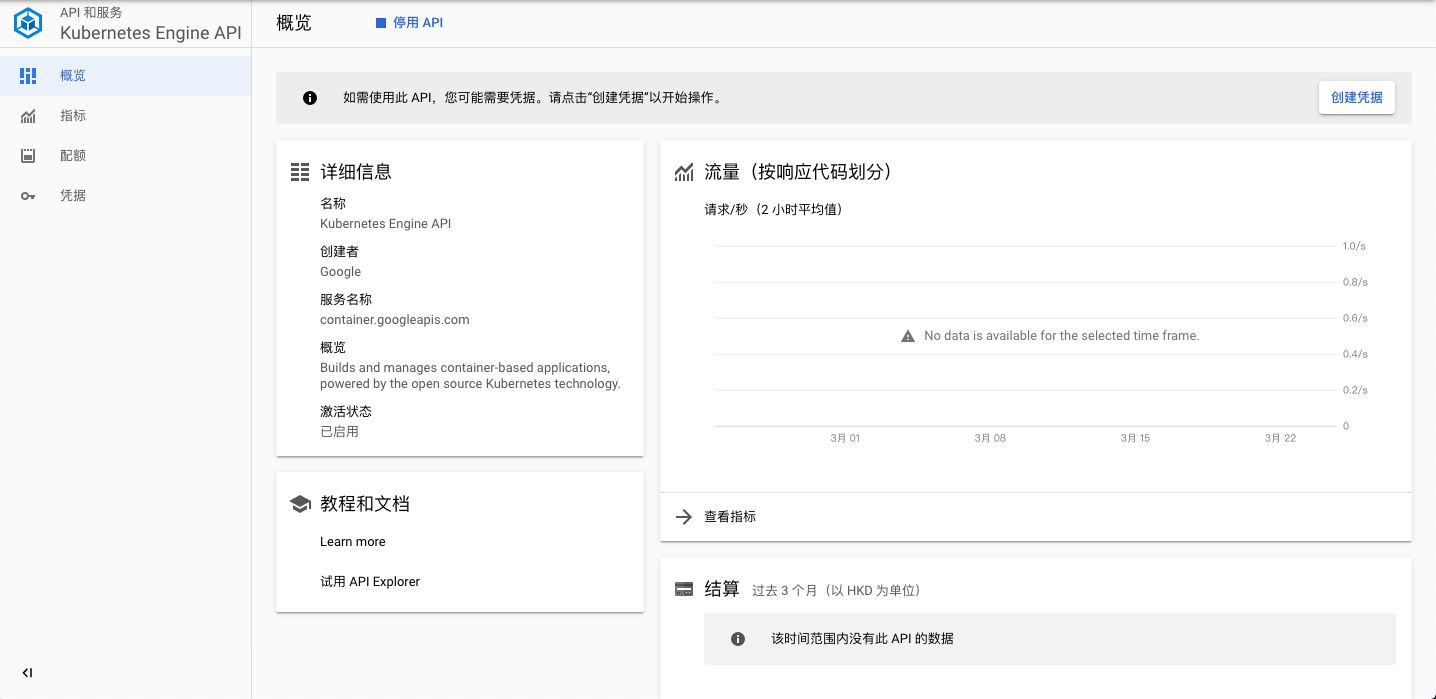 API 和服务
Kubernetes Engine API
概览
指标
配额
凭据
概览
停用 API
如需使用此 API，您可能需要凭据。请点击“创建凭据”以开始操作。
创建凭据
详细信息
名称
Kubernetes Engine API
创建者
Google
服务名称
container.googleapis.com
概览
Builds and manages container-based applications,
powered by the open source Kubernetes technology.
激活状态
已启用
教程和文档
Learn more
试用 API Explorer
流量（按响应代码划分）
请求/秒（2 小时平均值）
1.0/s
0.8/s
0.6/s
No data is available for the selected time frame.
0.4/s
0.2/s
0
3月 01
3月 08
3月 15
3月 22
查看指标
结算 过去 3 个月（以 HKD 为单位）
该时间范围内没有此 API 的数据